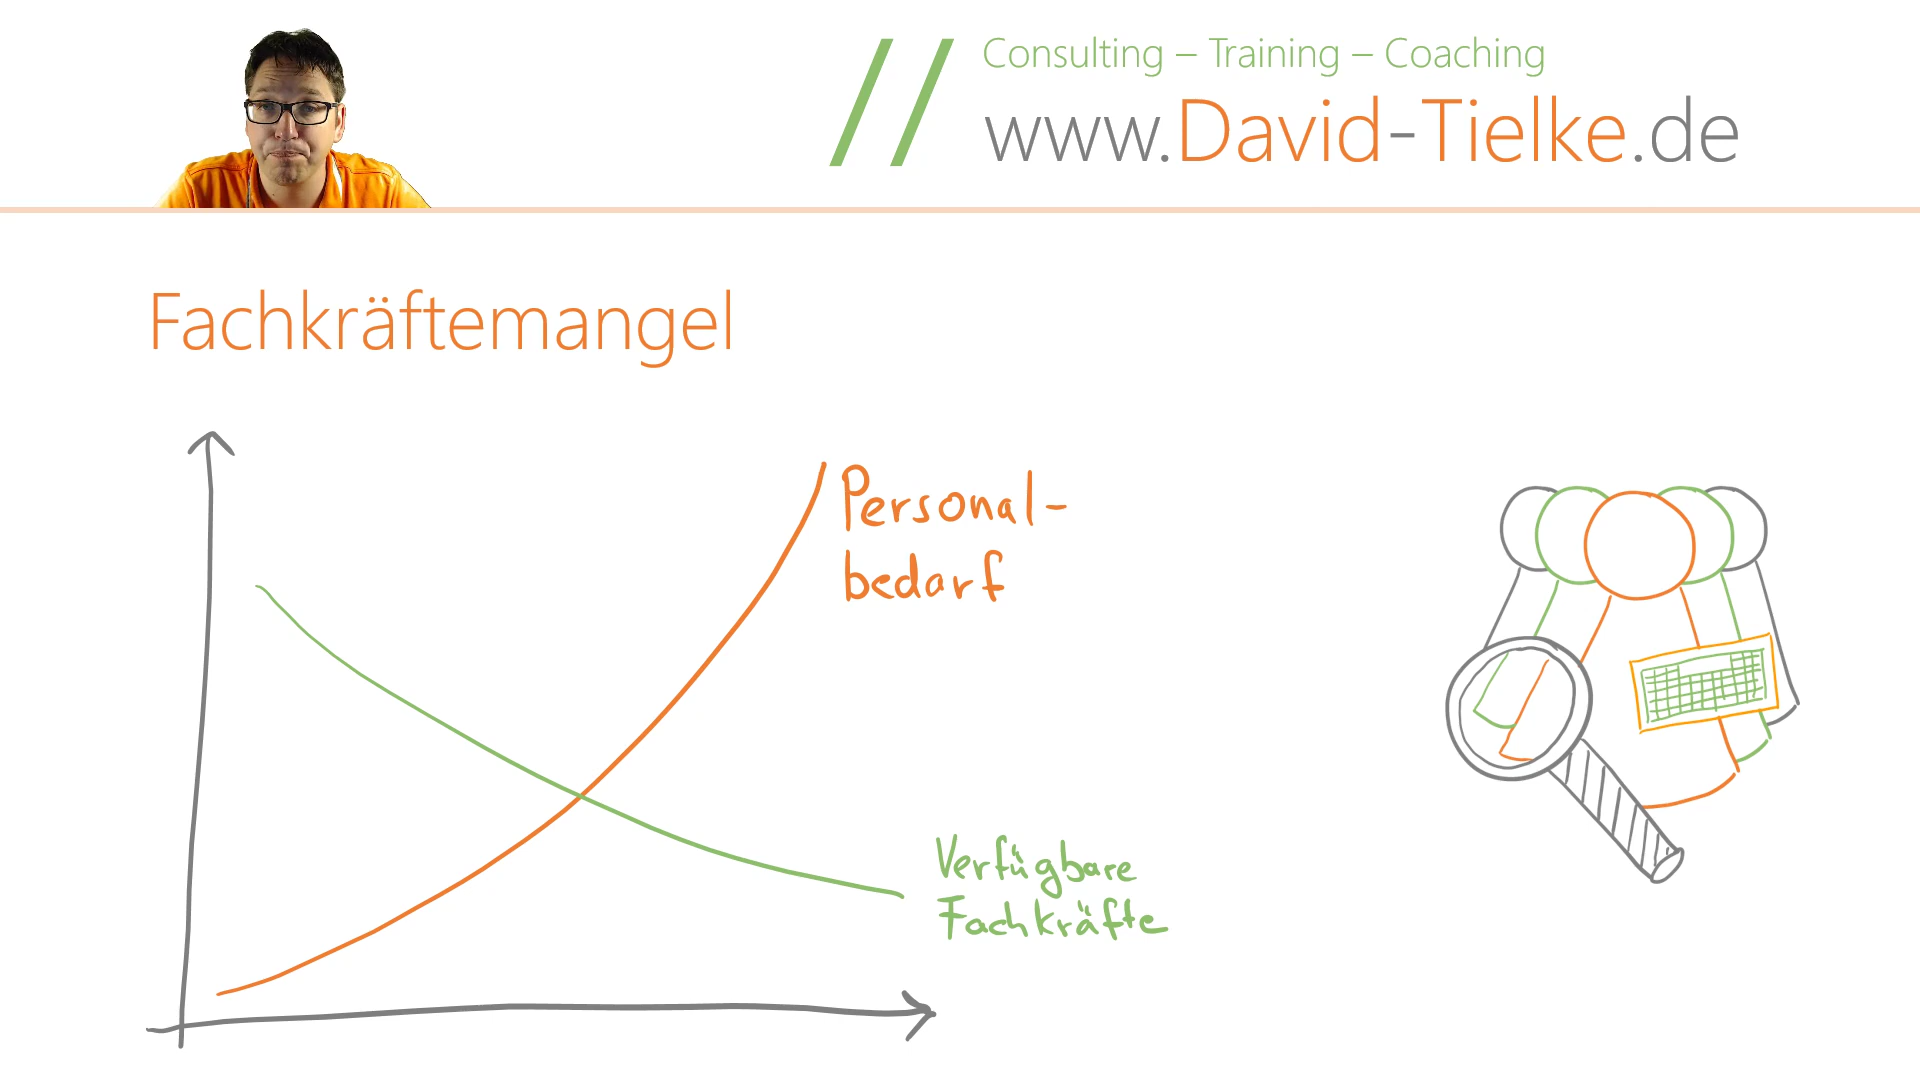 // Consulting – Training – Coaching
www.David-Tielke.de
Fachkräftemangel
Personal-
bedarf
Verfügbare
Fachkräfte